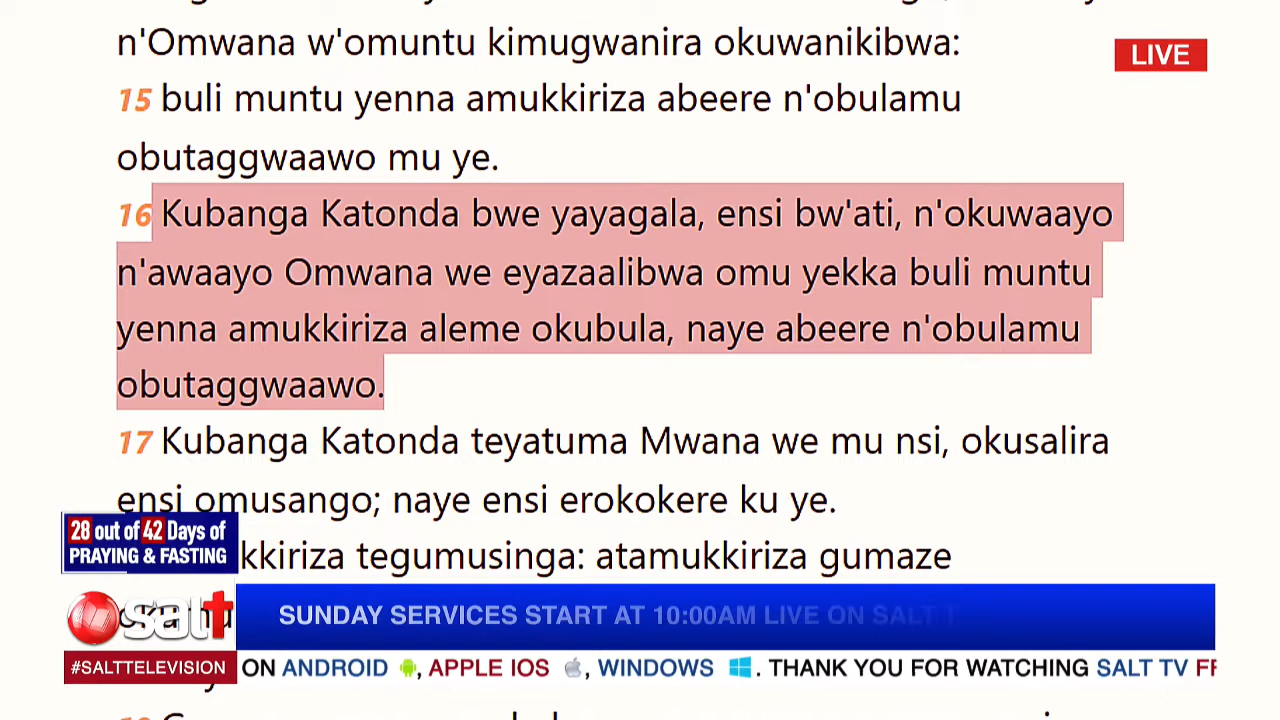 n'Omwana w'omuntu kimugwanira okuwanikibwa:
LIVE
15 buli muntu yenna amukkiriza abeere n'obulamu
obutaggwaawo mu ye.
16 Kubanga Katonda bwe yayagala, ensi bw'ati, n'okuwaayo
n'awaayo Omwana we eyazaalibwa omu yekka buli muntu
yenna amukkiriza aleme okubula, naye abeere n'obulamu
obutaggwaawo.
17 Kubanga Katonda teyatuma Mwana we mu nsi, okusalira
ensi omusango; naye ensi erokokere ku ye.
28 out of 42 Days of
PRAYING & FASTING
kkiriza tegumusinga: atamukkiriza gumaze
salt
SUNDAY SERVICES START AT 10:00AM LIVE ON SALT T
#SALTTELEVISION
ON ANDROID , APPLE IOS , WINDOWS . THANK YOU FOR WATCHING SALT TV